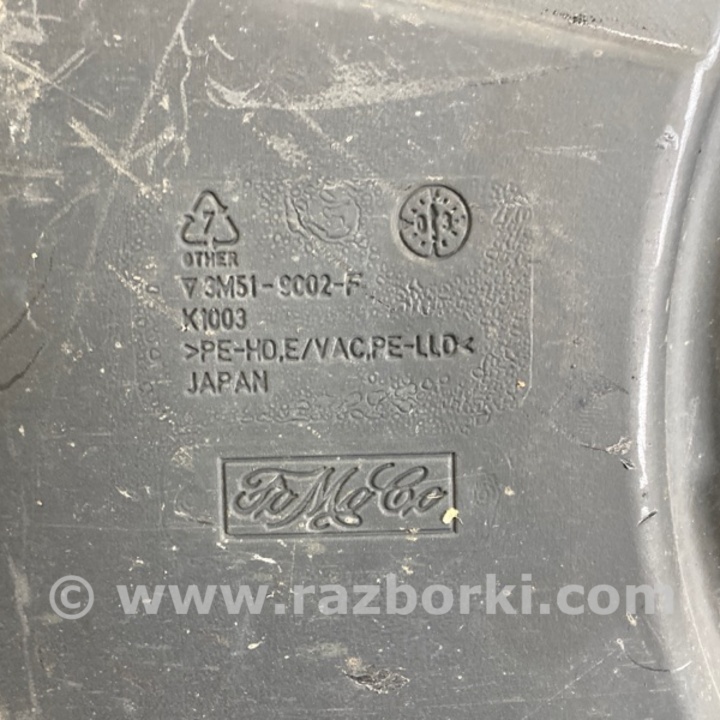 7
OTHER
3M51-9002-F
K1003
>PE-HD,E/VAC,PE-LLD<
JAPAN
FoMoCo
© www.razborki.com